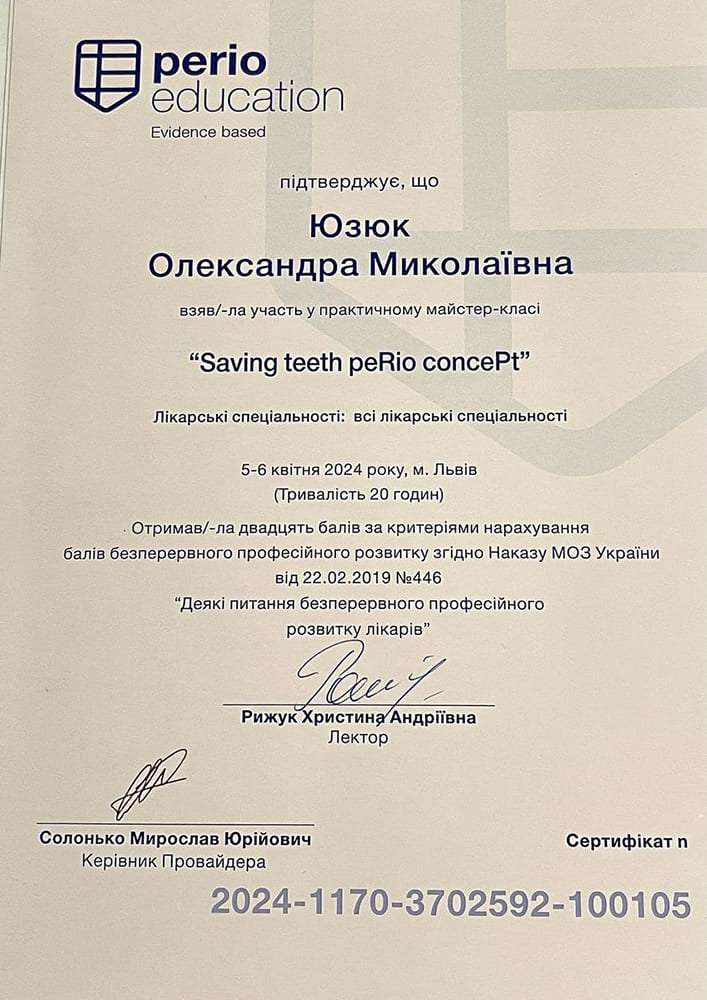 perio
education
Evidence based
підтверджує, що
Юзюк
Олександра Миколаївна
взяв/-ла участь у практичному майстер-класі
“Saving teeth peRio concePt”
Лікарські спеціальності: всі лікарські спеціальності
5-6 квітня 2024 року, м. Львів
(Тривалість 20 годин)
Отримав/-ла двадцять балів за критеріями нарахування
балів безперервного професійного розвитку згідно Наказу МОЗ України
від 22.02.2019 №446
“Деякі питання безперервного професійного
розвитку лікарів”
Рижук Христина Андріївна
Лектор
Солонько Мирослав Юрійович
Керівник Провайдера
Сертифікат n
2024-1170-3702592-100105